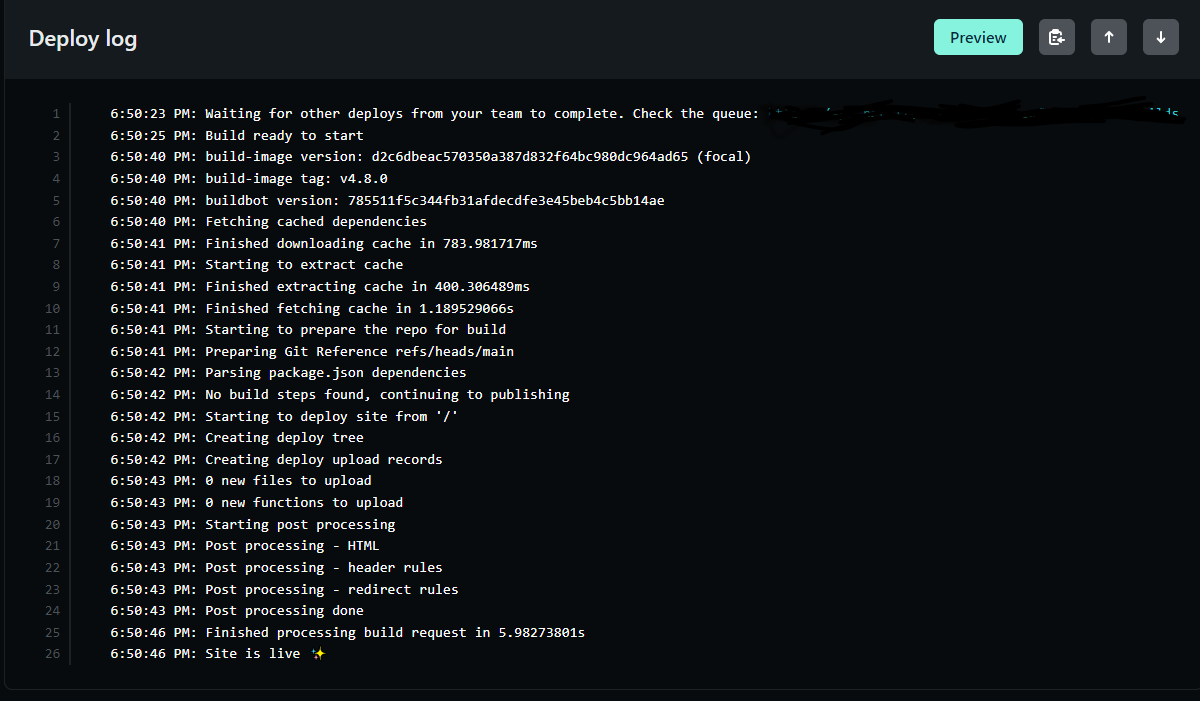 Deploy log
Preview
1 6:50:23 PM: Waiting for other deploys from your team to complete. Check the queue:
2 6:50:25 PM: Build ready to start
3 6:50:40 PM: build-image version: d2c6dbeac570350a387d832f64bc980dc964ad65 (focal)
4 6:50:40 PM: build-image tag: v4.8.0
5 6:50:40 PM: buildbot version: 785511f5c344fb31afdecdfe3e45beb4c5bb14ae
6 6:50:40 PM: Fetching cached dependencies
7 6:50:41 PM: Finished downloading cache in 783.981717ms
8 6:50:41 PM: Starting to extract cache
9 6:50:41 PM: Finished extracting cache in 400.306489ms
10 6:50:41 PM: Finished fetching cache in 1.189529066s
11 6:50:41 PM: Starting to prepare the repo for build
12 6:50:41 PM: Preparing Git Reference refs/heads/main
13 6:50:42 PM: Parsing package.json dependencies
14 6:50:42 PM: No build steps found, continuing to publishing
15 6:50:42 PM: Starting to deploy site from '/'
16 6:50:42 PM: Creating deploy tree
17 6:50:42 PM: Creating deploy upload records
18 6:50:43 PM: 0 new files to upload
19 6:50:43 PM: 0 new functions to upload
20 6:50:43 PM: Starting post processing
21 6:50:43 PM: Post processing - HTML
22 6:50:43 PM: Post processing - header rules
23 6:50:43 PM: Post processing - redirect rules
24 6:50:43 PM: Post processing done
25 6:50:46 PM: Finished processing build request in 5.98273801s
26 6:50:46 PM: Site is live ✨